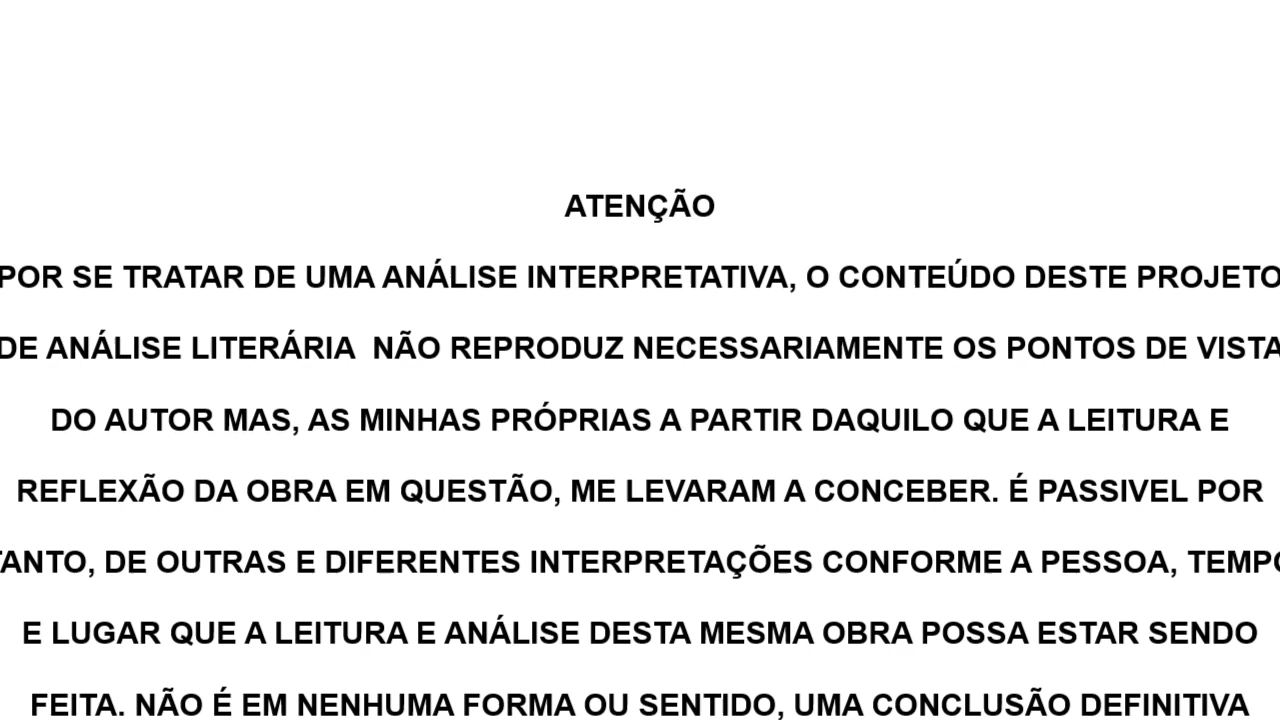 ATENÇÃO
POR SE TRATAR DE UMA ANÁLISE INTERPRETATIVA, O CONTEÚDO DESTE PROJETO
DE ANÁLISE LITERÁRIA NÃO REPRODUZ NECESSARIAMENTE OS PONTOS DE VISTA
DO AUTOR MAS, AS MINHAS PRÓPRIAS A PARTIR DAQUILO QUE A LEITURA E
REFLEXÃO DA OBRA EM QUESTÃO, ME LEVARAM A CONCEBER. É PASSIVEL POR
TANTO, DE OUTRAS E DIFERENTES INTERPRETAÇÕES CONFORME A PESSOA, TEMPO
E LUGAR QUE A LEITURA E ANÁLISE DESTA MESMA OBRA POSSA ESTAR SENDO
FEITA. NÃO É EM NENHUMA FORMA OU SENTIDO, UMA CONCLUSÃO DEFINITIVA